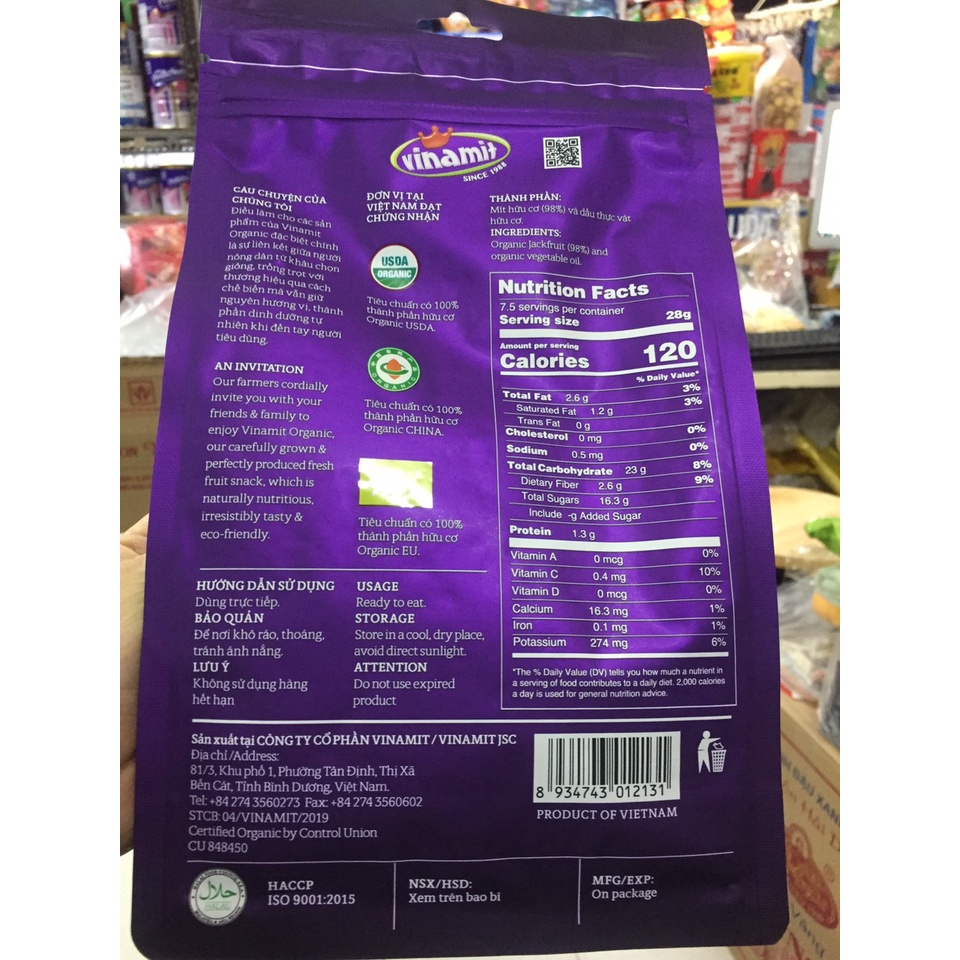 vinamit
SINCE 1988
CÂU CHUYỆN CỦA
CHÚNG TÔI
Điều làm cho các sản
phẩm của Vinamit
Organic đặc biệt chính
là sự liên kết giữa người
nông dân từ khâu chọn
giống, trồng trọt với
thương hiệu qua cách
chế biến mà vẫn giữ
nguyên hương vị, thành
phần dinh dưỡng tự
nhiên khi đến tay người
tiêu dùng.
AN INVITATION
Our farmers cordially
invite you with your
friends & family to
enjoy Vinamit Organic,
our carefully grown &
perfectly produced fresh
fruit snack, which is
naturally nutritious,
irresistibly tasty &
eco-friendly.
ĐƠN VỊ TẠI
VIỆT NAM ĐẠT
CHỨNG NHẬN
USDA
ORGANIC
Tiêu chuẩn có 100%
thành phần hữu cơ
Organic USDA.
ORGANIC
Tiêu chuẩn có 100%
thành phần hữu cơ
Organic CHINA.
Tiêu chuẩn có 100%
thành phần hữu cơ
Organic EU.
THÀNH PHẦN:
Mít hữu cơ (98%) và dầu thực vật
hữu cơ.
INGREDIENTS:
Organic Jackfruit (98%) and
organic vegetable oil.
Nutrition Facts
7.5 servings per container
Serving size 28g
Amount per serving
Calories 120
% Daily Value*
Total Fat 2.6 g 3%
Saturated Fat 1.2 g 3%
Trans Fat 0 g
Cholesterol 0 mg 0%
Sodium 0.5 mg 0%
Total Carbohydrate 23 g 8%
Dietary Fiber 2.6 g 9%
Total Sugars 16.3 g
Include -g Added Sugar
Protein 1.3 g
Vitamin A 0 mcg 0%
Vitamin C 0.4 mg 10%
Vitamin D 0 mcg 0%
Calcium 16.3 mg 1%
Iron 0.1 mg 1%
Potassium 274 mg 6%
*The % Daily Value (DV) tells you how much a nutrient in
a serving of food contributes to a daily diet. 2,000 calories
a day is used for general nutrition advice.
HƯỚNG DẪN SỬ DỤNG
Dùng trực tiếp.
BẢO QUẢN
Để nơi khô ráo, thoáng,
tránh ánh nắng.
LƯU Ý
Không sử dụng hàng
hết hạn
USAGE
Ready to eat.
STORAGE
Store in a cool, dry place,
avoid direct sunlight.
ATTENTION
Do not use expired
product
Sản xuất tại CÔNG TY CỔ PHẦN VINAMIT / VINAMIT JSC
Địa chỉ /Address:
81/3, Khu phố 1, Phường Tân Định, Thị Xã
Bến Cát, Tỉnh Bình Dương, Việt Nam.
Tel: +84 274 3560273 Fax: +84 274 3560602
STCB: 04/VINAMIT/2019
Certified Organic by Control Union
CU 848450
8 934743 012131
PRODUCT OF VIETNAM
حلال
HALAL
HACCP
ISO 9001:2015
NSX/HSD:
Xem trên bao bì
MFG/EXP:
On package